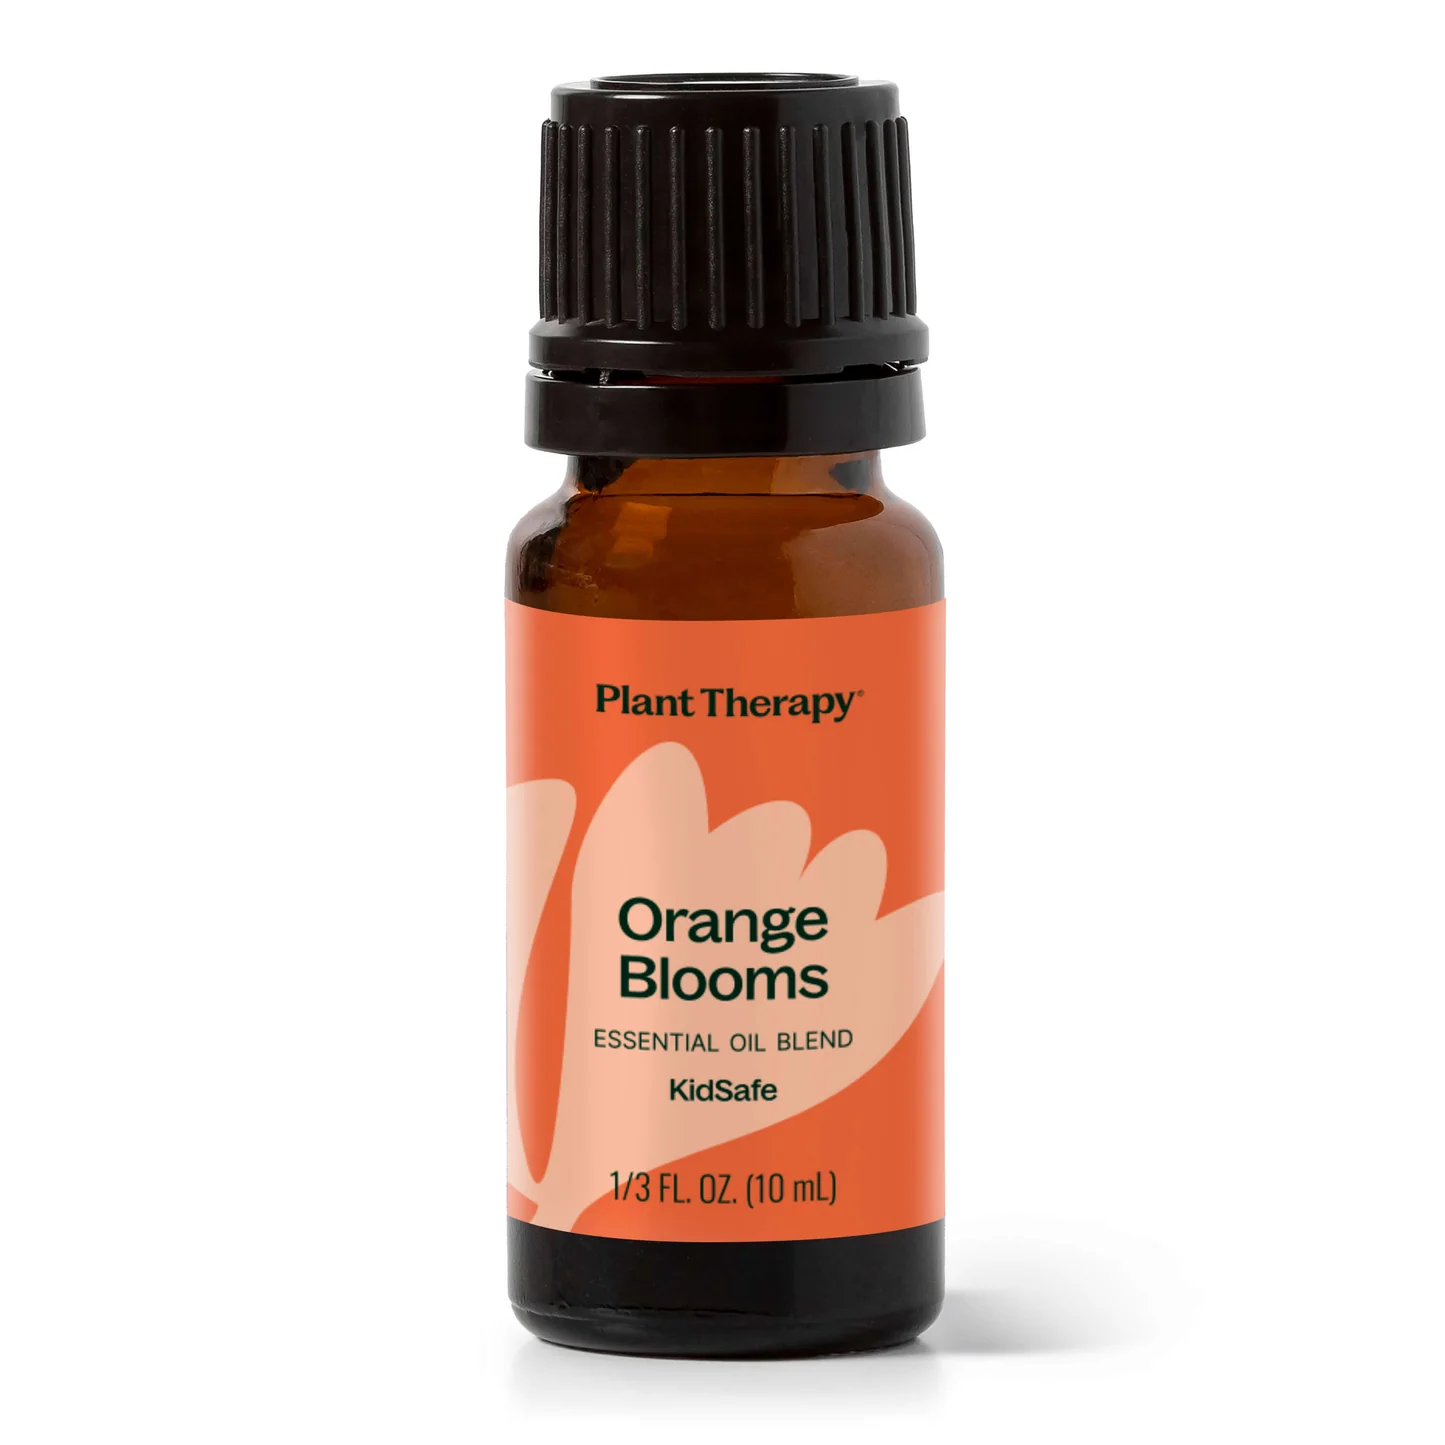 Plant Therapy®
Orange
Blooms
ESSENTIAL OIL BLEND
KidSafe
1/3 FL. OZ. (10 mL)